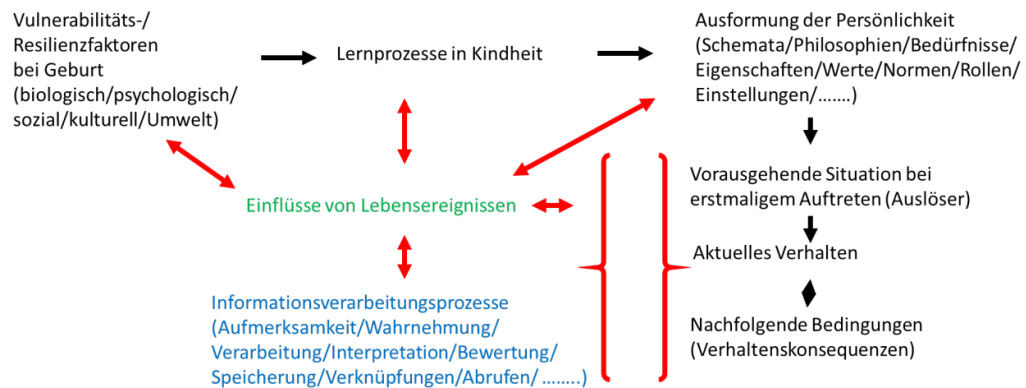 Vulnerabilitäts-/
Resilienzfaktoren
bei Geburt
(biologisch/psychologisch/
sozial/kulturell/Umwelt)
Lernprozesse in Kindheit
Ausformung der Persönlichkeit
(Schemata/Philosophien/Bedürfnisse/
Eigenschaften/Werte/Normen/Rollen/
Einstellungen/…….)
Einflüsse von Lebensereignissen
Vorausgehende Situation bei
erstmaligem Auftreten (Auslöser)
Aktuelles Verhalten
Informationsverarbeitungsprozesse
(Aufmerksamkeit/Wahrnehmung/
Verarbeitung/Interpretation/Bewertung/
Speicherung/Verknüpfungen/Abrufen/ ……..)
Nachfolgende Bedingungen
(Verhaltenskonsequenzen)